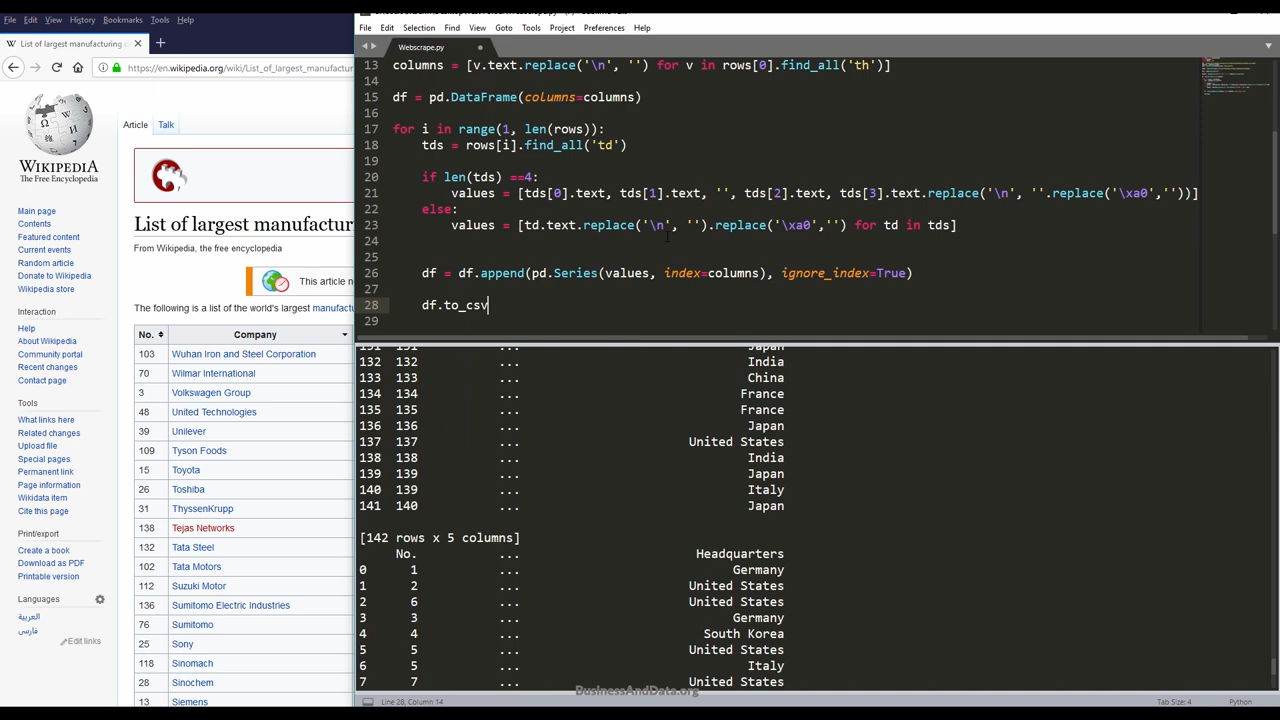 File Edit View History Bookmarks Tools Help
W List of largest manufacturing
https://en.wikipedia.org/wiki/List_of_largest_manufactur
WIKIPEDIA
The Free Encyclopedia
Main page
Contents
Featured content
Current events
Random article
Donate to Wikipedia
Wikipedia store
Interaction
Help
About Wikipedia
Community portal
Recent changes
Contact page
Tools
What links here
Related changes
Upload file
Special pages
Permanent link
Page information
Wikidata item
Cite this page
Print/export
Create a book
Download as PDF
Printable version
Languages
العربية
فارسی
Edit links
Article Talk
List of largest manufactur
From Wikipedia, the free encyclopedia
This article n
The following is a list of the world's largest manufactu
No. Company
103 Wuhan Iron and Steel Corporation
70 Wilmar International
3 Volkswagen Group
48 United Technologies
39 Unilever
109 Tyson Foods
15 Toyota
26 Toshiba
31 ThyssenKrupp
138 Tejas Networks
132 Tata Steel
102 Tata Motors
112 Suzuki Motor
136 Sumitomo Electric Industries
76 Sumitomo
25 Sony
118 Sinomach
28 Sinochem
13 Siemens
File Edit Selection Find View Goto Tools Project Preferences Help
Webscrape.py
13 columns = [v.text.replace('\n', '') for v in rows[0].find_all('th')]
14
15 df = pd.DataFrame(columns=columns)
16
17 for i in range(1, len(rows)):
18 tds = rows[i].find_all('td')
19
20 if len(tds) ==4:
21 values = [tds[0].text, tds[1].text, '', tds[2].text, tds[3].text.replace('\n', ''.replace('\xa0',''))]
22 else:
23 values = [td.text.replace('\n', '').replace('\xa0','') for td in tds]
24
25
26 df = df.append(pd.Series(values, index=columns), ignore_index=True)
27
28 df.to_csv
29
131 131 ... Japan
132 132 ... India
133 133 ... China
134 134 ... France
135 135 ... France
136 136 ... Japan
137 137 ... United States
138 138 ... India
139 139 ... Japan
140 139 ... Italy
141 140 ... Japan
[142 rows x 5 columns]
No. ... Headquarters
0 1 ... Germany
1 2 ... United States
2 6 ... United States
3 3 ... Germany
4 4 ... South Korea
5 5 ... United States
6 5 ... Italy
7 7 ... United States
BusinessAndData.org
Line 28, Column 14 Tab Size: 4 Python